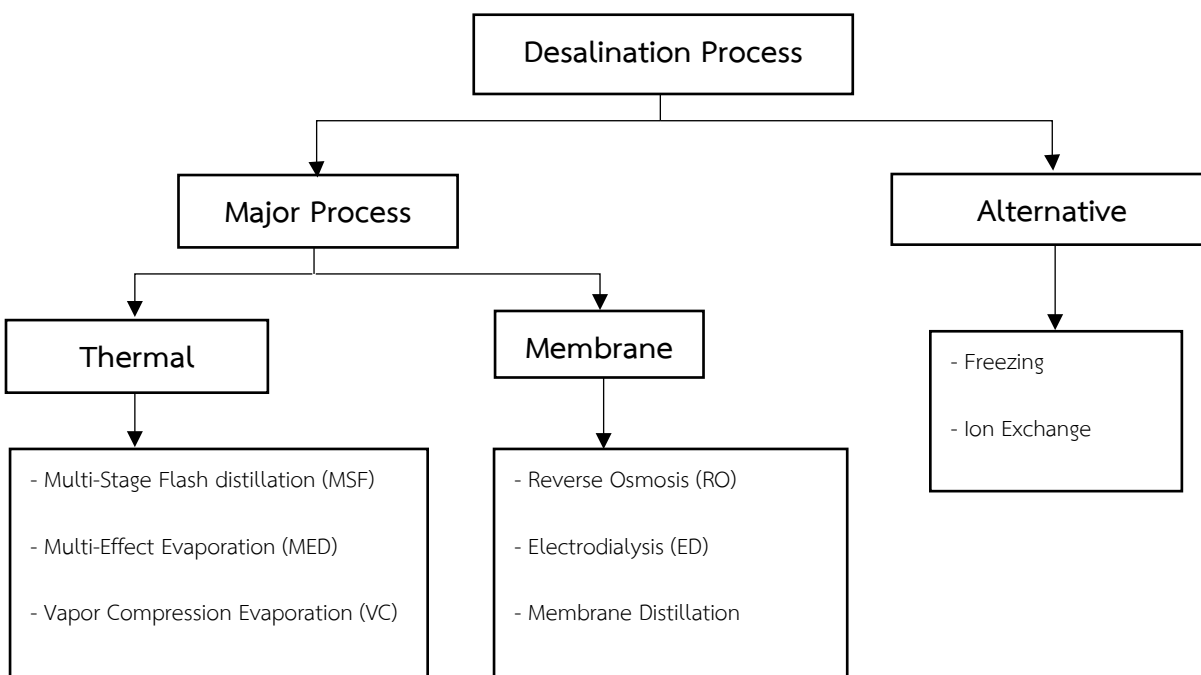 Desalination Process
Major Process
Alternative
Thermal
Membrane
- Multi-Stage Flash distillation (MSF)
- Multi-Effect Evaporation (MED)
- Vapor Compression Evaporation (VC)
- Reverse Osmosis (RO)
- Electrodialysis (ED)
- Membrane Distillation
- Freezing
- Ion Exchange